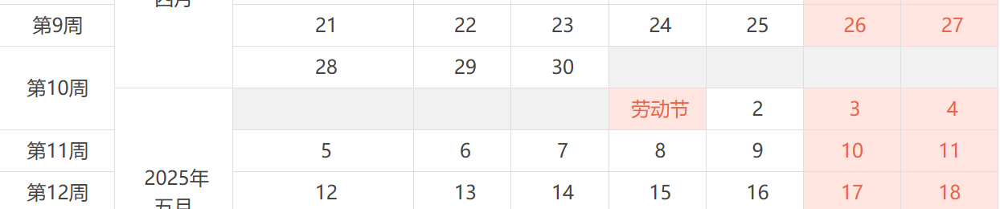 四月
第9周 21 22 23 24 25 26 27
第10周 28 29 30
劳动节 2 3 4
第11周 5 6 7 8 9 10 11
2025年
五月
第12周 12 13 14 15 16 17 18